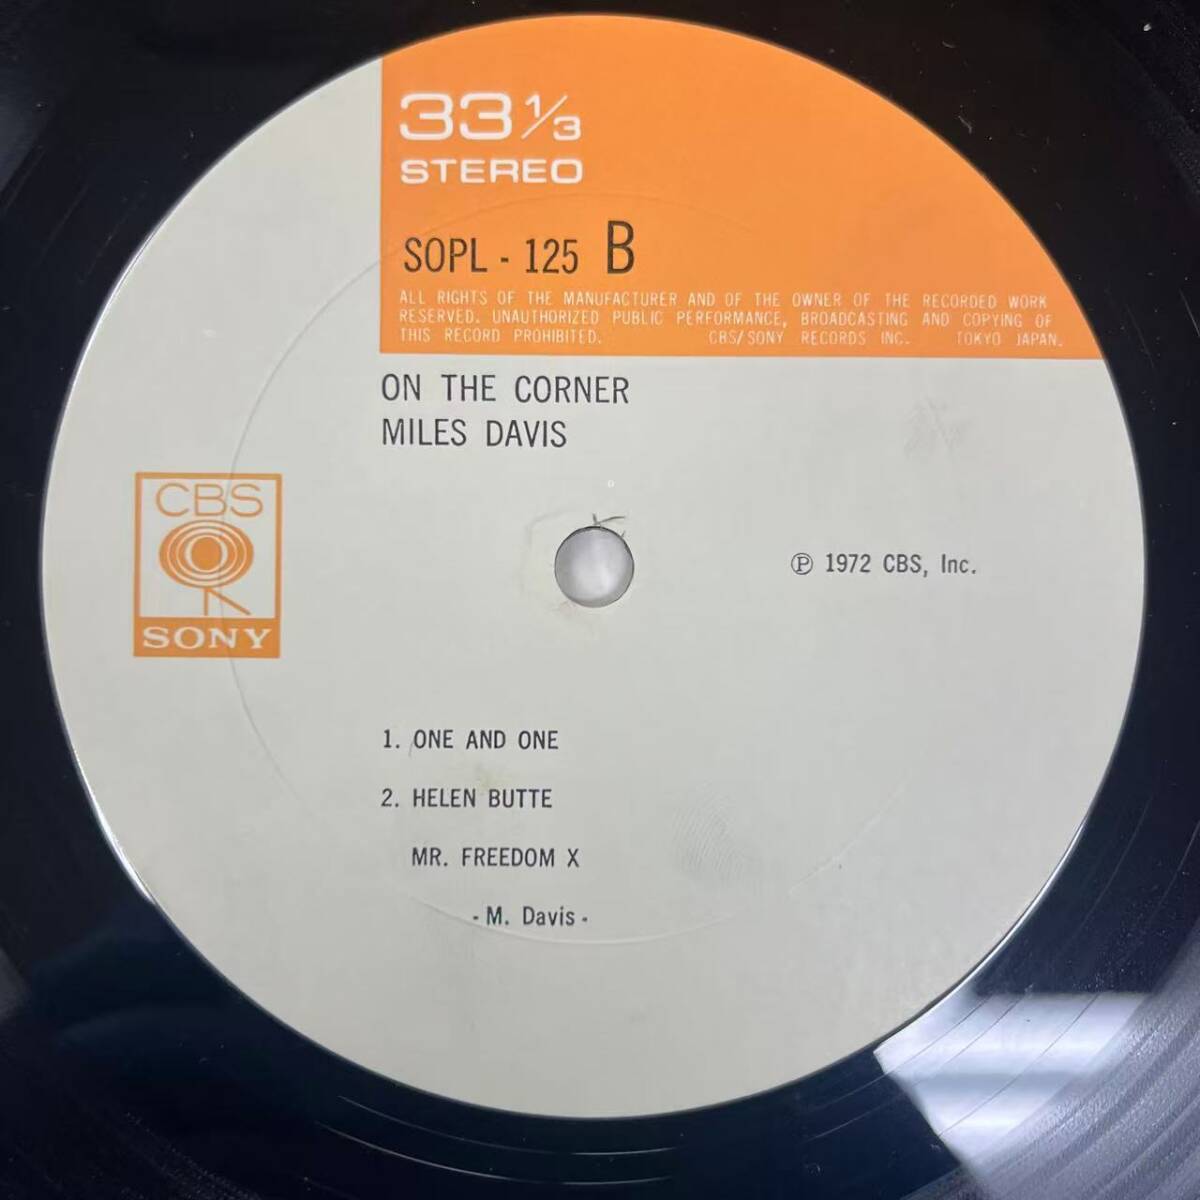 33 1/3
STEREO
SOPL - 125 B
ALL RIGHTS OF THE MANUFACTURER AND OF THE OWNER OF THE RECORDED WORK
RESERVED. UNAUTHORIZED PUBLIC PERFORMANCE, BROADCASTING AND COPYING OF
THIS RECORD PROHIBITED. CBS/SONY RECORDS INC. TOKYO JAPAN.
ON THE CORNER
MILES DAVIS
CBS
SONY
Ⓟ 1972 CBS, Inc.
1. ONE AND ONE
2. HELEN BUTTE
MR. FREEDOM X
- M. Davis -